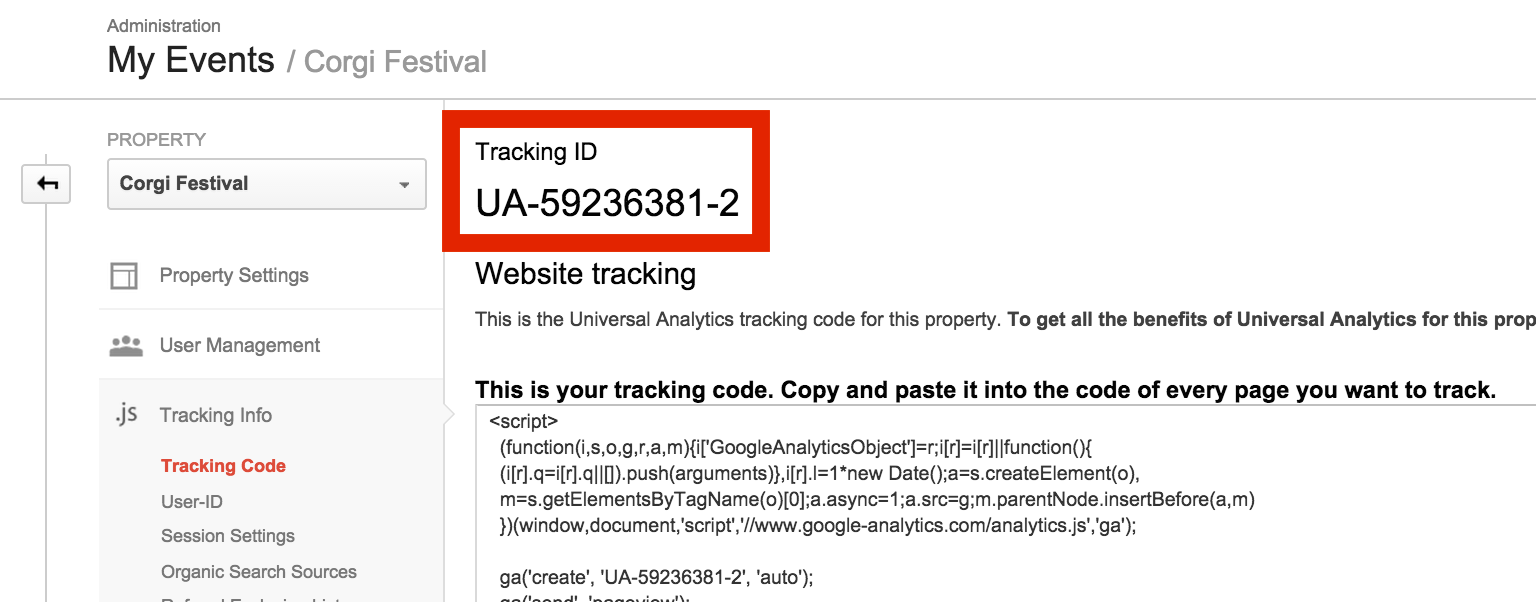 Administration
My Events / Corgi Festival
PROPERTY
Corgi Festival
Property Settings
User Management
.js Tracking Info
Tracking Code
User-ID
Session Settings
Organic Search Sources
Tracking ID
UA-59236381-2
Website tracking
This is the Universal Analytics tracking code for this property. To get all the benefits of Universal Analytics for this prop
This is your tracking code. Copy and paste it into the code of every page you want to track.
<script>
(function(i,s,o,g,r,a,m){i['GoogleAnalyticsObject']=r;i[r]=i[r]||function(){
(i[r].q=i[r].q||[]).push(arguments)},i[r].l=1*new Date();a=s.createElement(o),
m=s.getElementsByTagName(o)[0];a.async=1;a.src=g;m.parentNode.insertBefore(a,m)
})(window,document,'script','//www.google-analytics.com/analytics.js','ga');
ga('create', 'UA-59236381-2', 'auto');
ga('send', 'pageview');